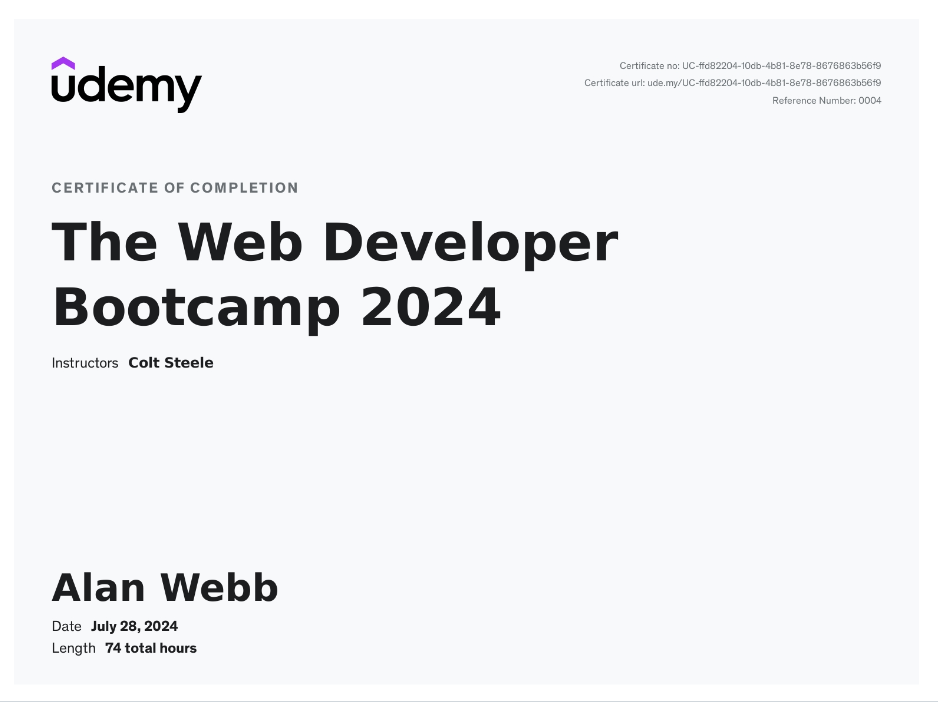 udemy
Certificate no: UC-ffd82204-10db-4b81-8e78-8676863b56f9
Certificate url: ude.my/UC-ffd82204-10db-4b81-8e78-8676863b56f9
Reference Number: 0004
CERTIFICATE OF COMPLETION
The Web Developer
Bootcamp 2024
Instructors Colt Steele
Alan Webb
Date July 28, 2024
Length 74 total hours